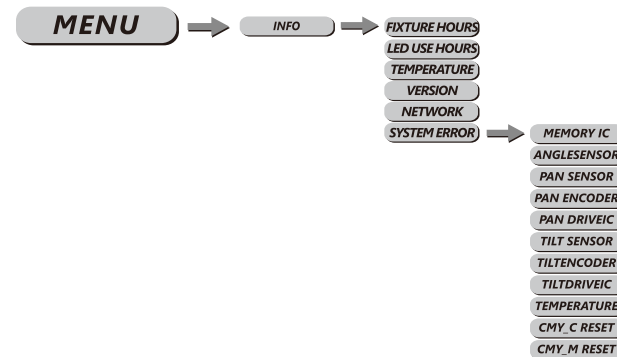 MENU
INFO
FIXTURE HOURS
LED USE HOURS
TEMPERATURE
VERSION
NETWORK
SYSTEM ERROR
MEMORY IC
ANGLESENSOR
PAN SENSOR
PAN ENCODER
PAN DRIVEIC
TILT SENSOR
TILTENCODER
TILTDRIVEIC
TEMPERATURE
CMY_C RESET
CMY_M RESET